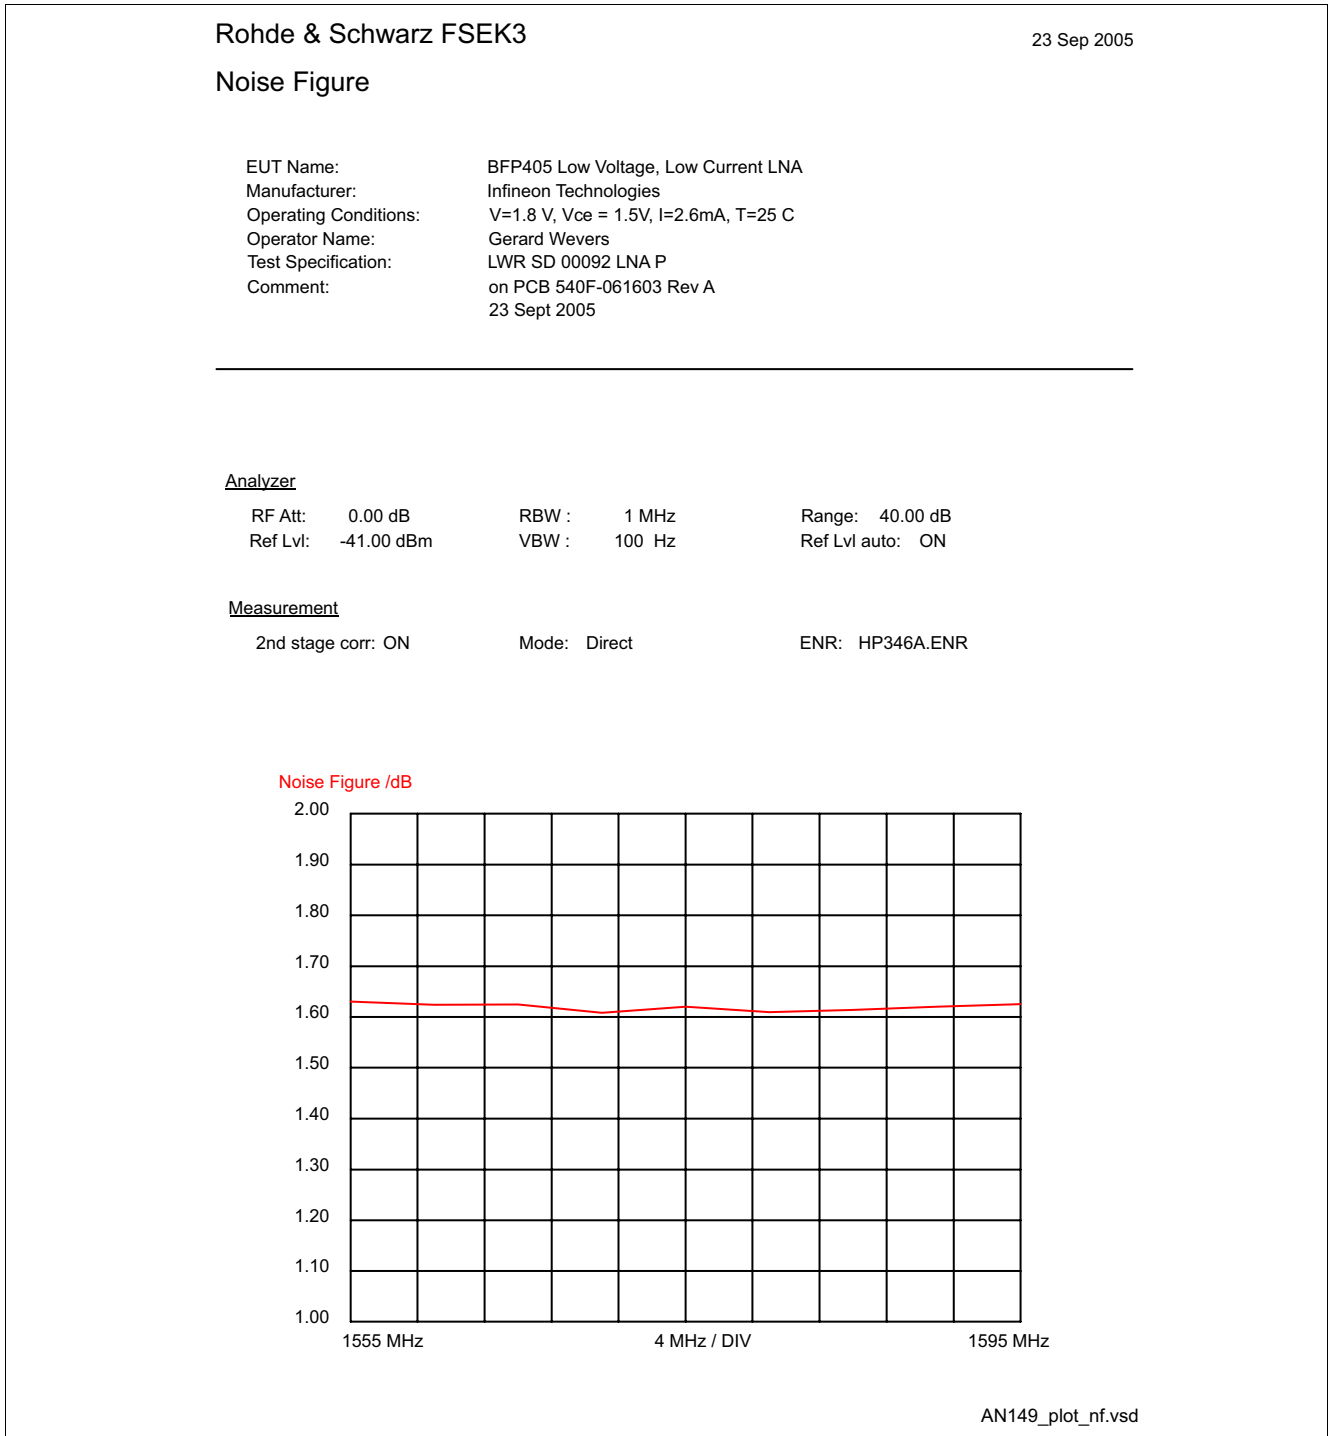 Rohde & Schwarz FSEK3 23 Sep 2005
Noise Figure
EUT Name: BFP405 Low Voltage, Low Current LNA
Manufacturer: Infineon Technologies
Operating Conditions: V=1.8 V, Vce = 1.5V, I=2.6mA, T=25 C
Operator Name: Gerard Wevers
Test Specification: LWR SD 00092 LNA P
Comment: on PCB 540F-061603 Rev A
23 Sept 2005
Analyzer
RF Att: 0.00 dB RBW : 1 MHz Range: 40.00 dB
Ref Lvl: -41.00 dBm VBW : 100 Hz Ref Lvl auto: ON
Measurement
2nd stage corr: ON Mode: Direct ENR: HP346A.ENR
Noise Figure /dB
2.00
1.90
1.80
1.70
1.60
1.50
1.40
1.30
1.20
1.10
1.00
1555 MHz 4 MHz / DIV 1595 MHz
AN149_plot_nf.vsd